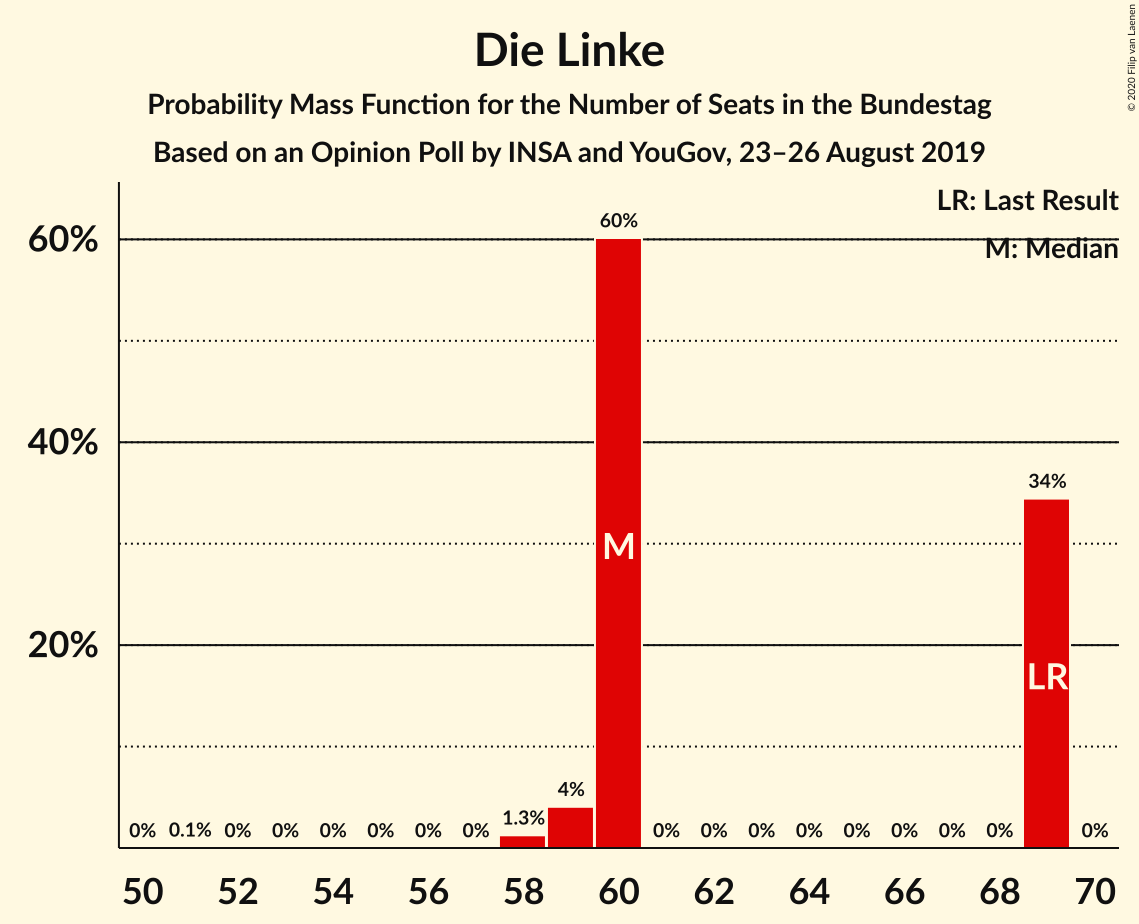 Die Linke
Probability Mass Function for the Number of Seats in the Bundestag
Based on an Opinion Poll by INSA and YouGov, 23–26 August 2019
© 2020 Filip van Laenen
LR: Last Result
M: Median
60%
40%
20%
0% 0.1% 0% 0% 0% 0% 0% 0% 1.3% 4% 60% 0% 0% 0% 0% 0% 0% 0% 0% 34% 0%
M
LR
50 52 54 56 58 60 62 64 66 68 70